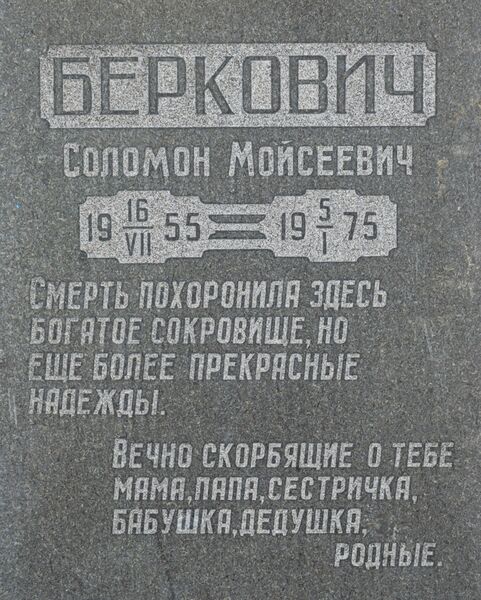 БЕРКОВИЧ
СОЛОМОН МОЙСЕЕВИЧ
19 16/VII 55 19 5/I 75
СМЕРТЬ ПОХОРОНИЛА ЗДЕСЬ
БОГАТОЕ СОКРОВИЩЕ, НО
ЕЩЕ БОЛЕЕ ПРЕКРАСНЫЕ
НАДЕЖДЫ.
ВЕЧНО СКОРБЯЩИЕ О ТЕБЕ
МАМА, ПАПА, СЕСТРИЧКА,
БАБУШКА, ДЕДУШКА,
РОДНЫЕ.